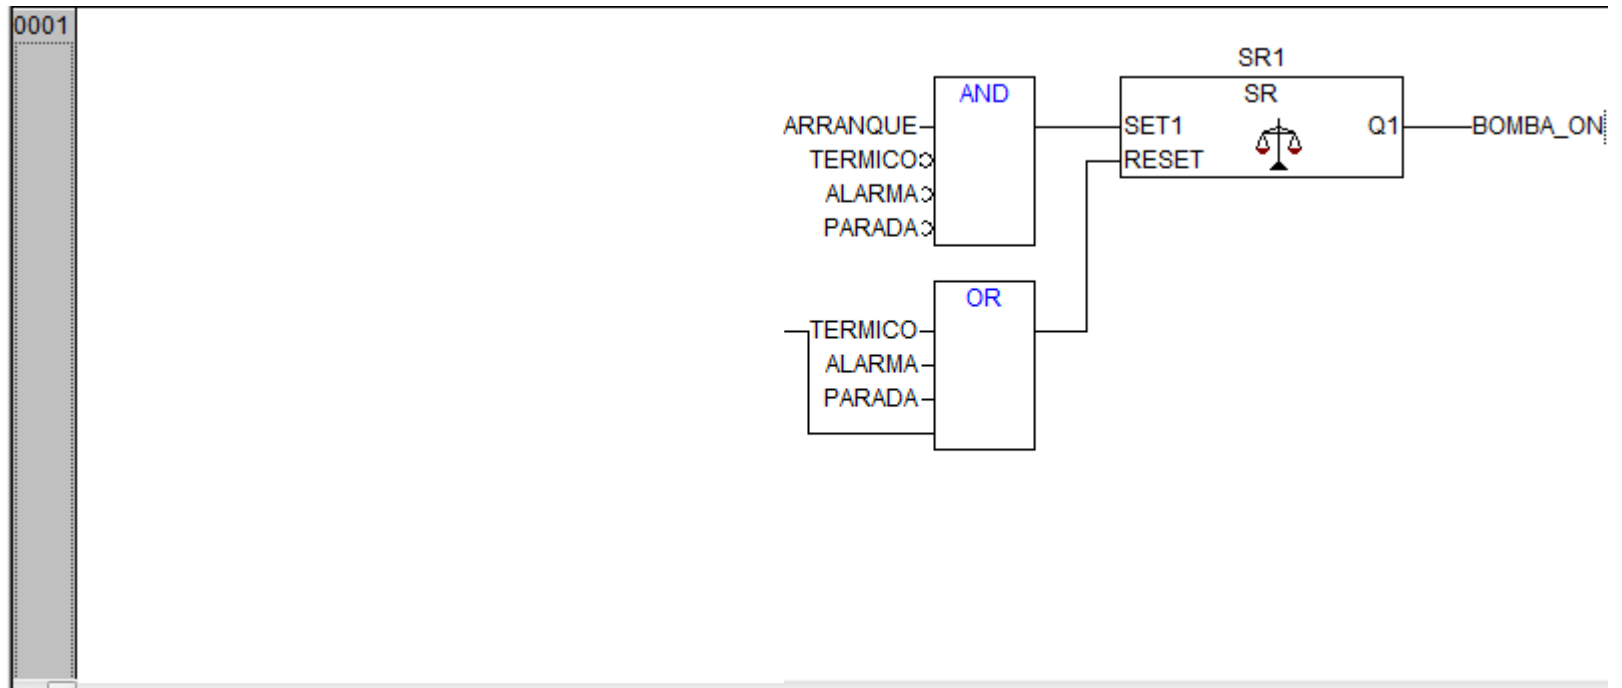 0001
SR1
AND
SR
ARRANQUE
SET1
Q1
BOMBA_ON
TERMICO
RESET
ALARMA
PARADA
OR
TERMICO
ALARMA
PARADA